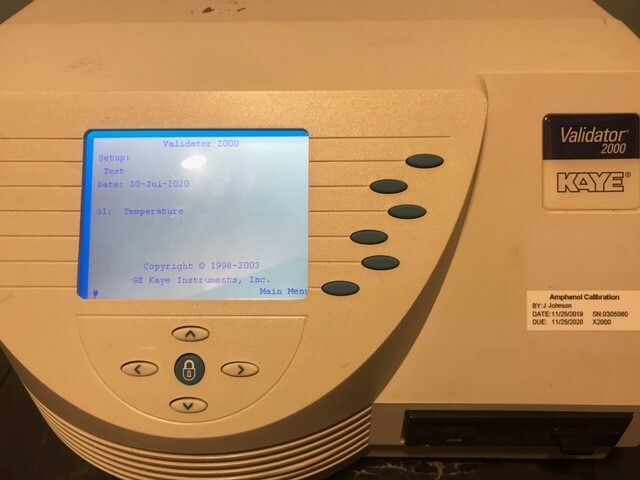 Validator 2000
Setup:
Test
Date: 30-Jul-2020
G1: Temperature
Copyright © 1998-2003
GE Kaye Instruments, Inc.
Main Menu
Validator®
2000
KAYE®
Amphenol Calibration
BY: J Johnson
DATE: 11/25/2019 SN:0305060
DUE: 11/25/2020 X2000